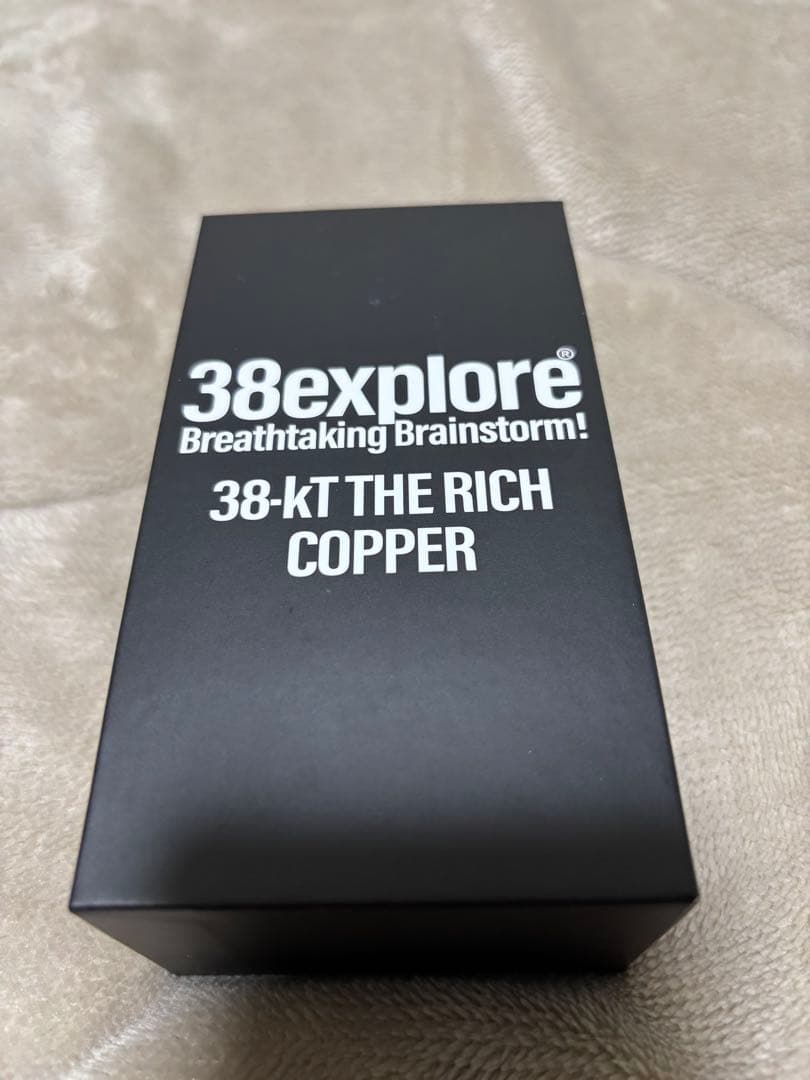 38explore®
Breathtaking Brainstorm!
38-kT THE RICH
COPPER